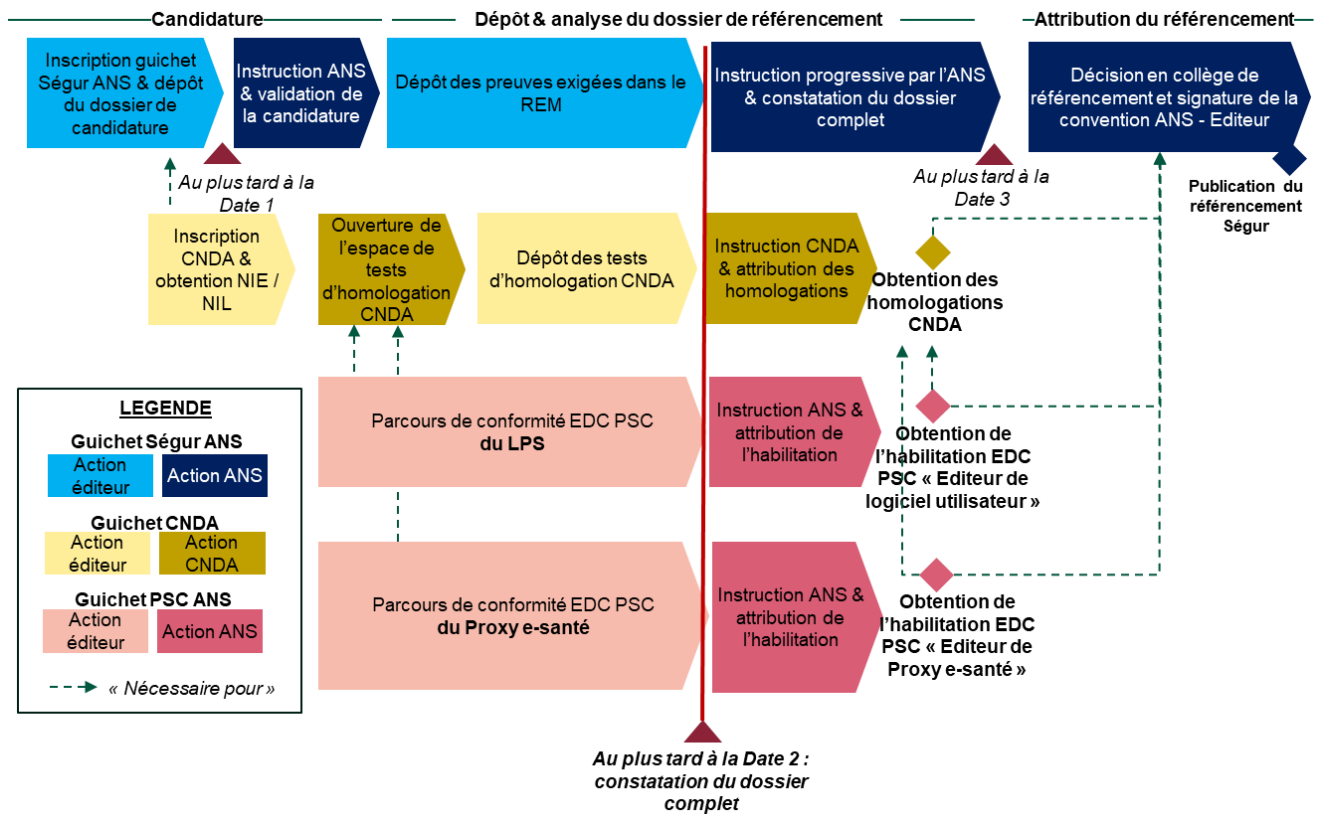 Candidature
Dépôt & analyse du dossier de référencement
Attribution du référencement
Inscription guichet
Ségur ANS & dépôt
du dossier de
candidature
Instruction ANS
& validation de
la candidature
Dépôt des preuves exigées dans le
REM
Instruction progressive par l’ANS
& constatation du dossier
complet
Décision en collège de
référencement et signature de la
convention ANS - Editeur
Au plus tard à la
Date 1
Au plus tard à la
Date 3
Publication du
référencement
Ségur
Inscription
CNDA &
obtention NIE /
NIL
Ouverture de
l’espace de
tests
d’homologation
CNDA
Dépôt des tests
d’homologation CNDA
Instruction CNDA
& attribution des
homologations
Obtention des
homologations
CNDA
Parcours de conformité EDC PSC
du LPS
Instruction ANS &
attribution de
l’habilitation
Obtention de
l’habilitation EDC
PSC « Editeur de
logiciel utilisateur »
Parcours de conformité EDC PSC
du Proxy e-santé
Instruction ANS &
attribution de
l’habilitation
Obtention de
l’habilitation EDC
PSC « Editeur de
Proxy e-santé »
LEGENDE
Guichet Ségur ANS
Action
éditeur
Action ANS
Guichet CNDA
Action
éditeur
Action
CNDA
Guichet PSC ANS
Action
éditeur
Action ANS
« Nécessaire pour »
Au plus tard à la Date 2 :
constatation du dossier
complet